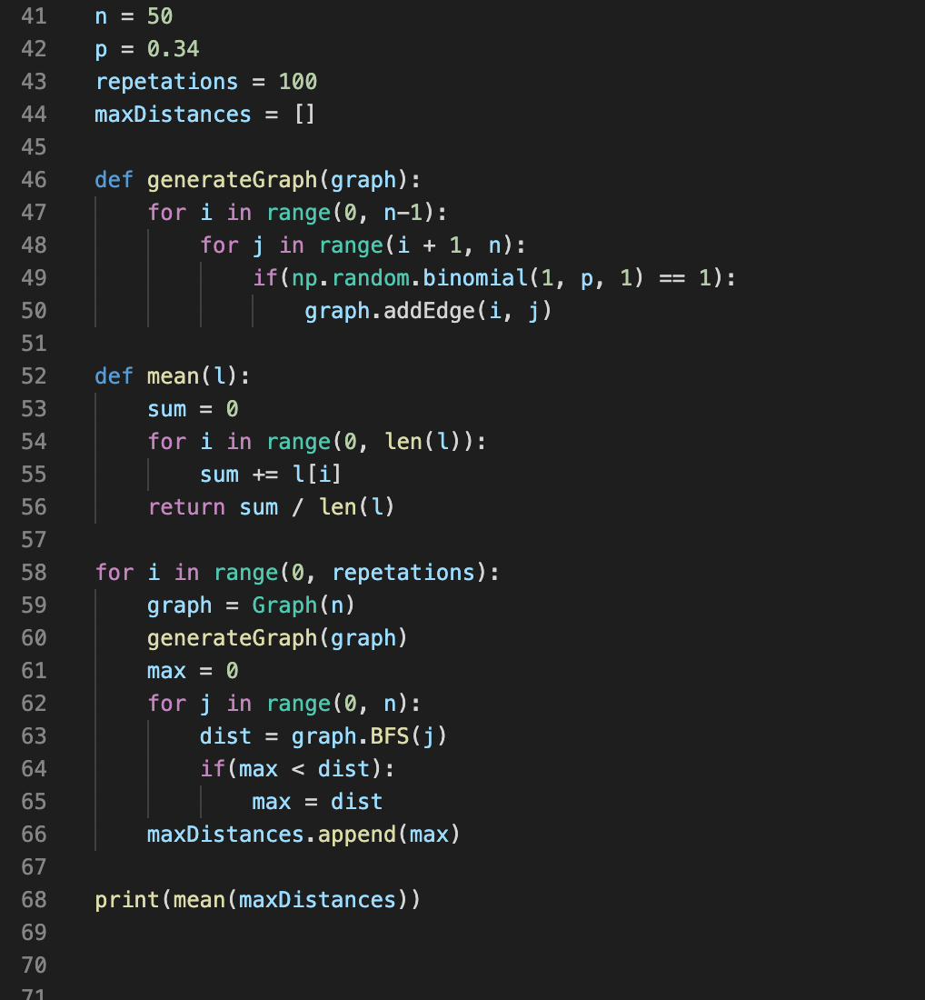 41 n = 50
42 p = 0.34
43 repetations = 100
44 maxDistances = []
45
46 def generateGraph(graph):
47     for i in range(0, n-1):
48         for j in range(i + 1, n):
49             if(np.random.binomial(1, p, 1) == 1):
50                 graph.addEdge(i, j)
51
52 def mean(l):
53     sum = 0
54     for i in range(0, len(l)):
55         sum += l[i]
56     return sum / len(l)
57
58 for i in range(0, repetations):
59     graph = Graph(n)
60     generateGraph(graph)
61     max = 0
62     for j in range(0, n):
63         dist = graph.BFS(j)
64         if(max < dist):
65             max = dist
66     maxDistances.append(max)
67
68 print(mean(maxDistances))
69
70
71